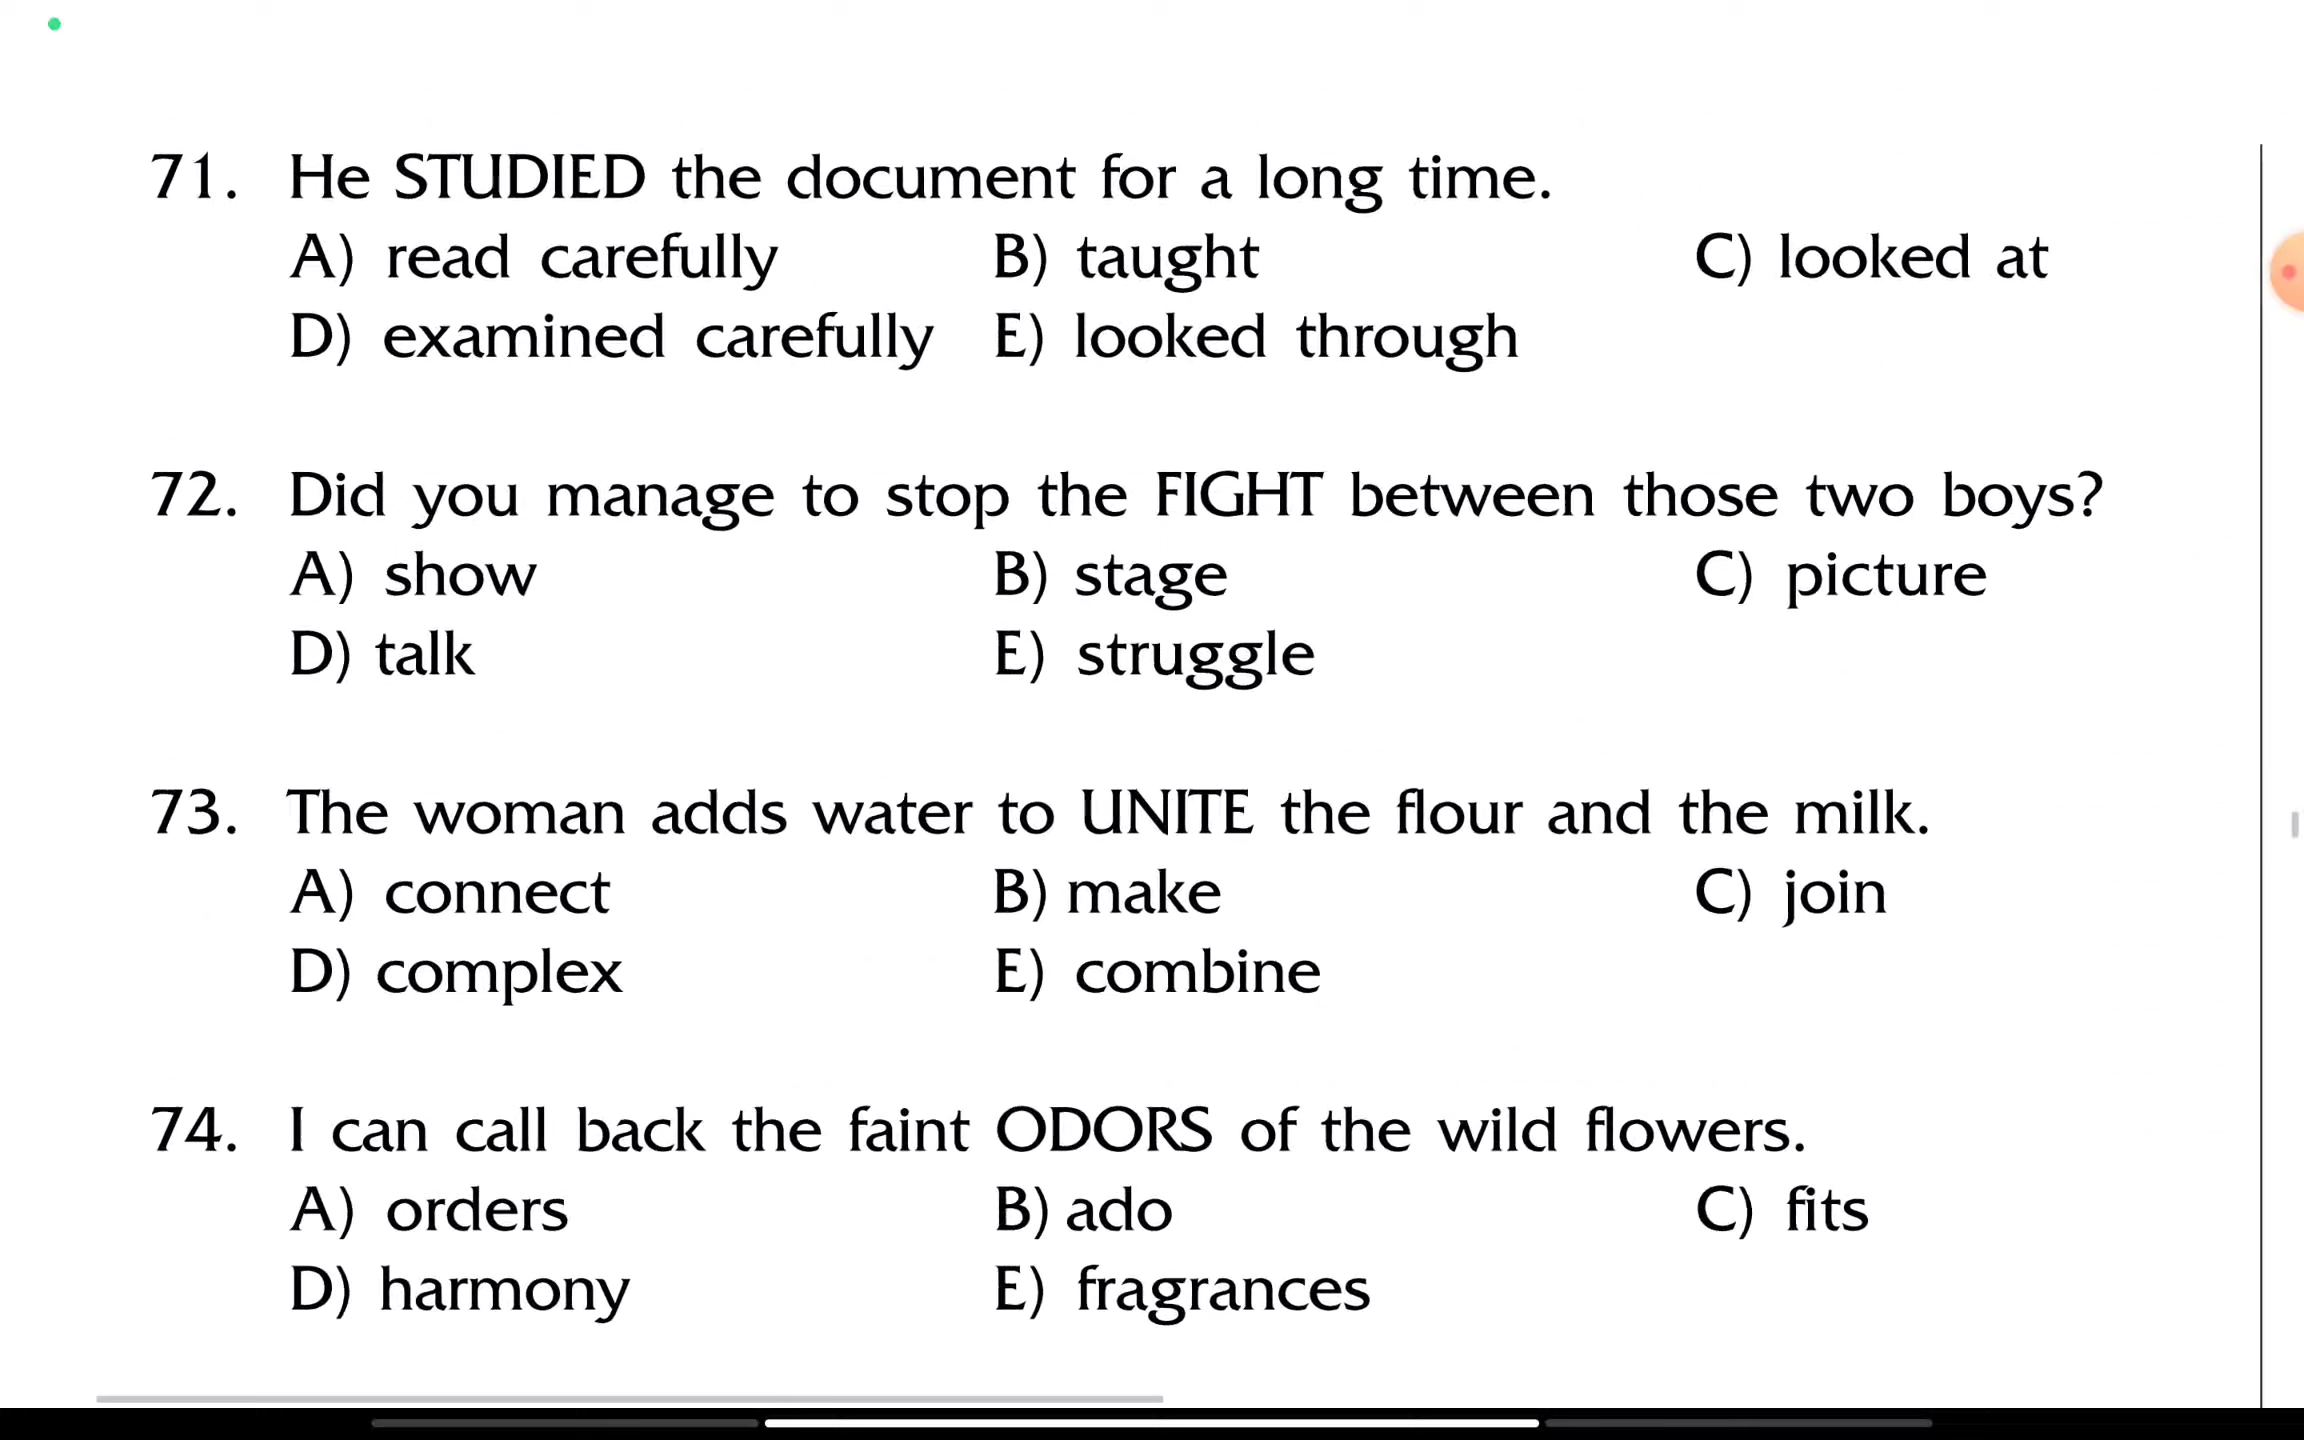 71. He STUDIED the document for a long time.
A) read carefully B) taught C) looked at
D) examined carefully E) looked through
72. Did you manage to stop the FIGHT between those two boys?
A) show B) stage C) picture
D) talk E) struggle
73. The woman adds water to UNITE the flour and the milk.
A) connect B) make C) join
D) complex E) combine
74. I can call back the faint ODORS of the wild flowers.
A) orders B) ado C) fits
D) harmony E) fragrances